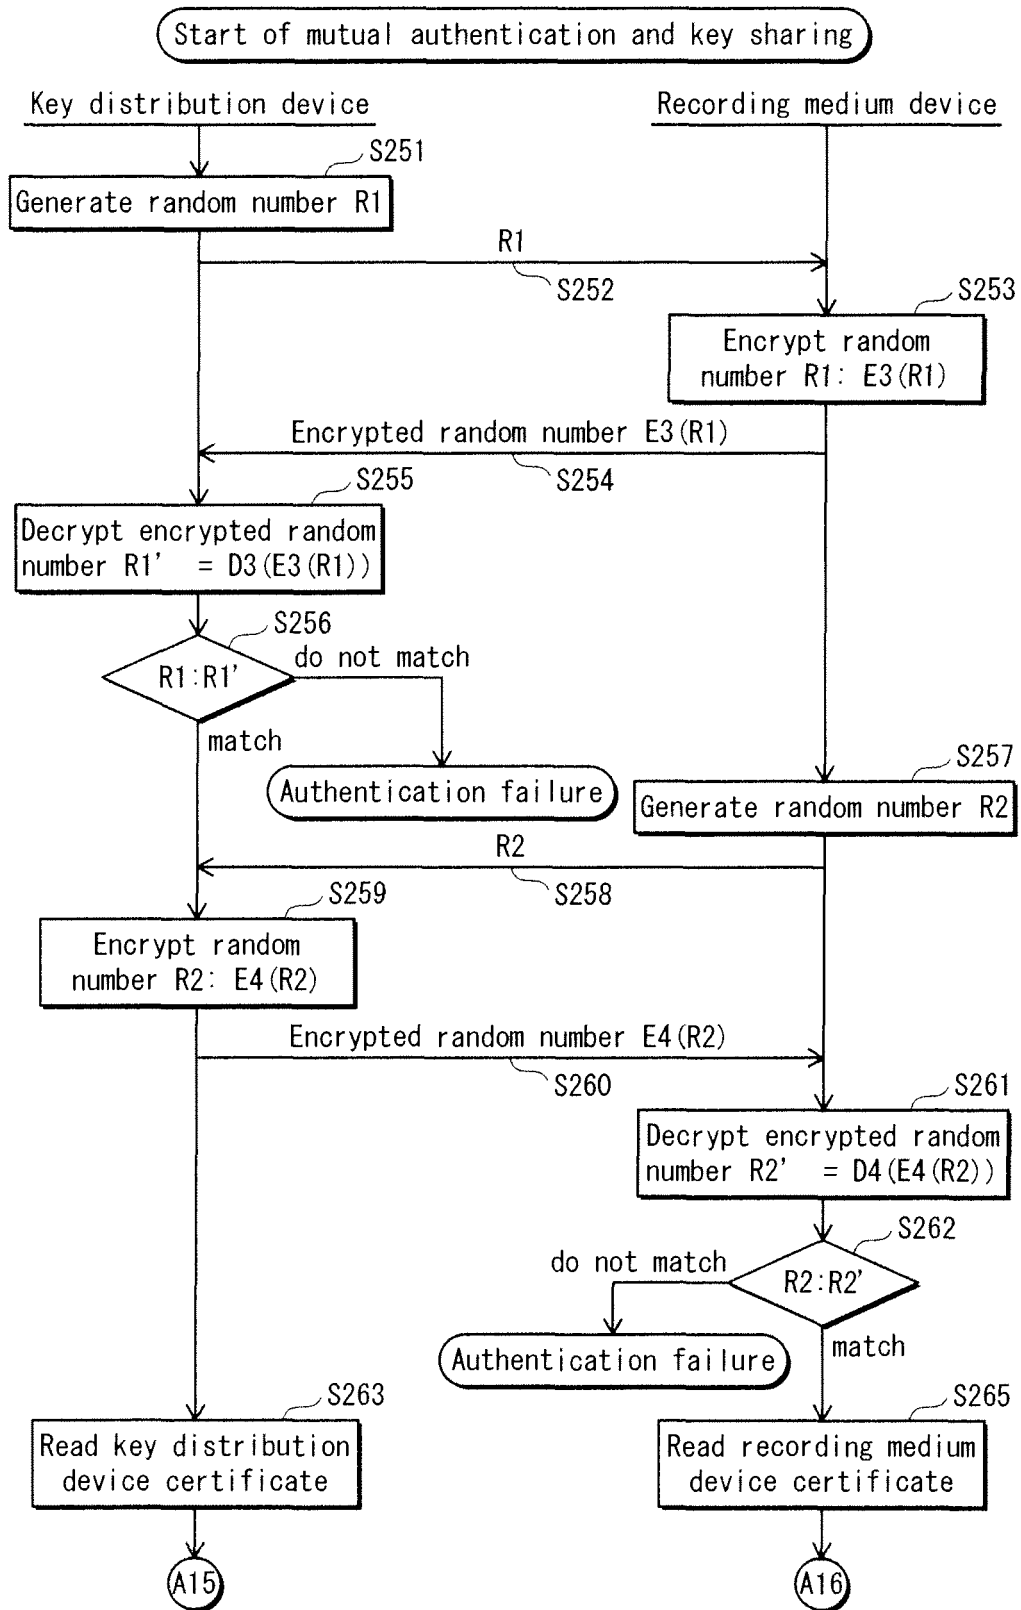 Start of mutual authentication and key sharing
Key distribution device
Recording medium device
S251
Generate random number R1
R1
S252
S253
Encrypt random
number R1: E3(R1)
Encrypted random number E3(R1)
S254
S255
Decrypt encrypted random
number R1' = D3(E3(R1))
S256
R1:R1'
do not match
match
Authentication failure
S257
Generate random number R2
R2
S258
S259
Encrypt random
number R2: E4(R2)
Encrypted random number E4(R2)
S260
S261
Decrypt encrypted random
number R2' = D4(E4(R2))
S262
R2:R2'
do not match
match
Authentication failure
S263
Read key distribution
device certificate
S265
Read recording medium
device certificate
A15
A16